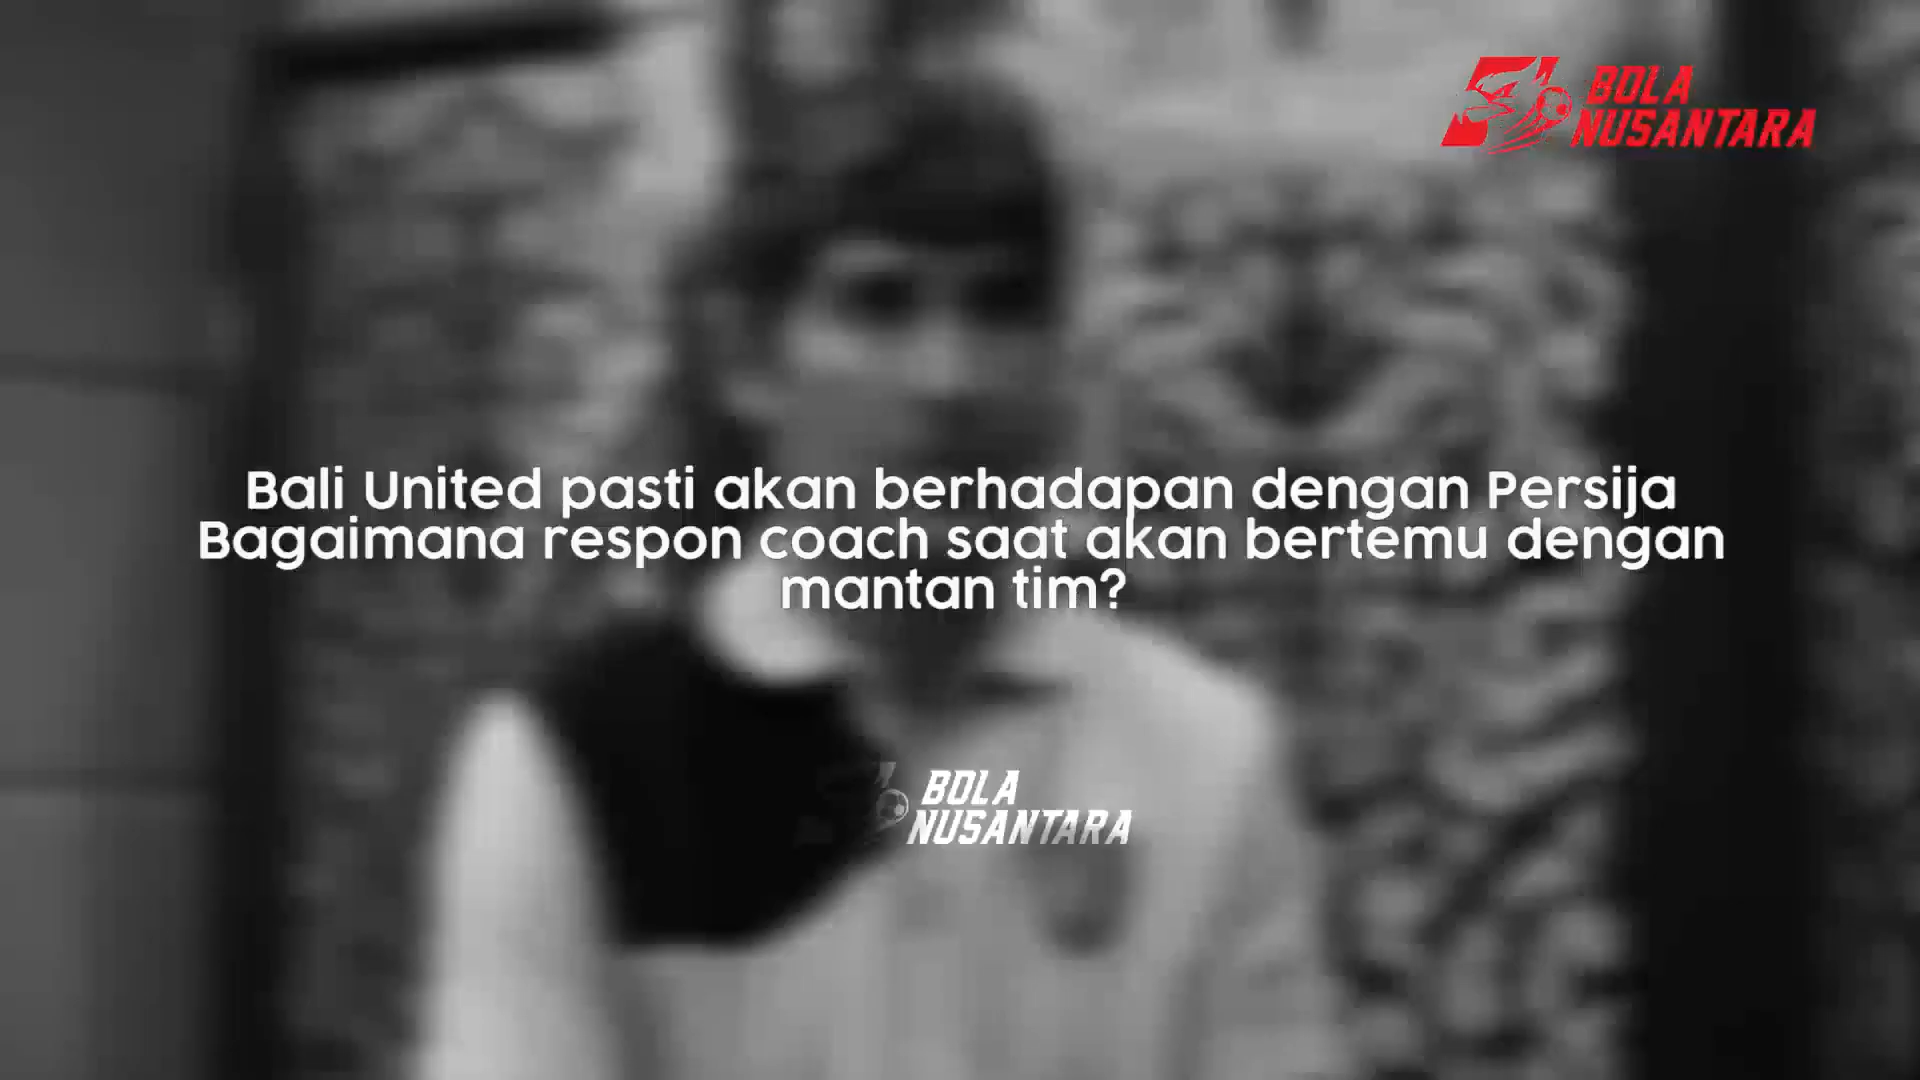 BOLA
NUSANTARA
Bali United pasti akan berhadapan dengan Persija
Bagaimana respon coach saat akan bertemu dengan
mantan tim?
BOLA
NUSANTARA